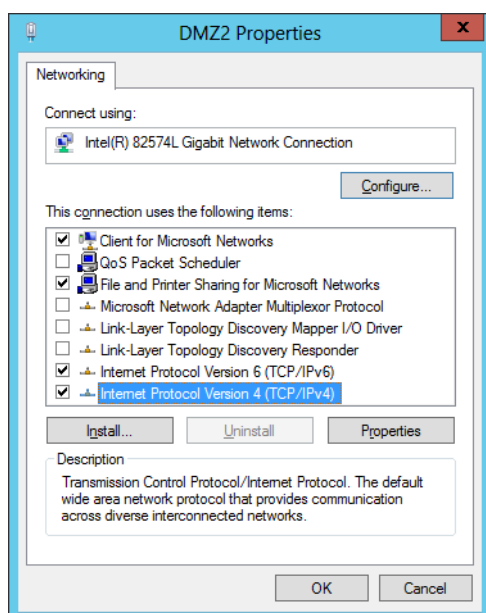 DMZ2 Properties
x
Networking
Connect using:
Intel(R) 82574L Gigabit Network Connection
Configure...
This connection uses the following items:
Client for Microsoft Networks
QoS Packet Scheduler
File and Printer Sharing for Microsoft Networks
Microsoft Network Adapter Multiplexor Protocol
Link-Layer Topology Discovery Mapper I/O Driver
Link-Layer Topology Discovery Responder
Internet Protocol Version 6 (TCP/IPv6)
Internet Protocol Version 4 (TCP/IPv4)
Install... Uninstall Properties
Description
Transmission Control Protocol/Internet Protocol. The default
wide area network protocol that provides communication
across diverse interconnected networks.
OK Cancel